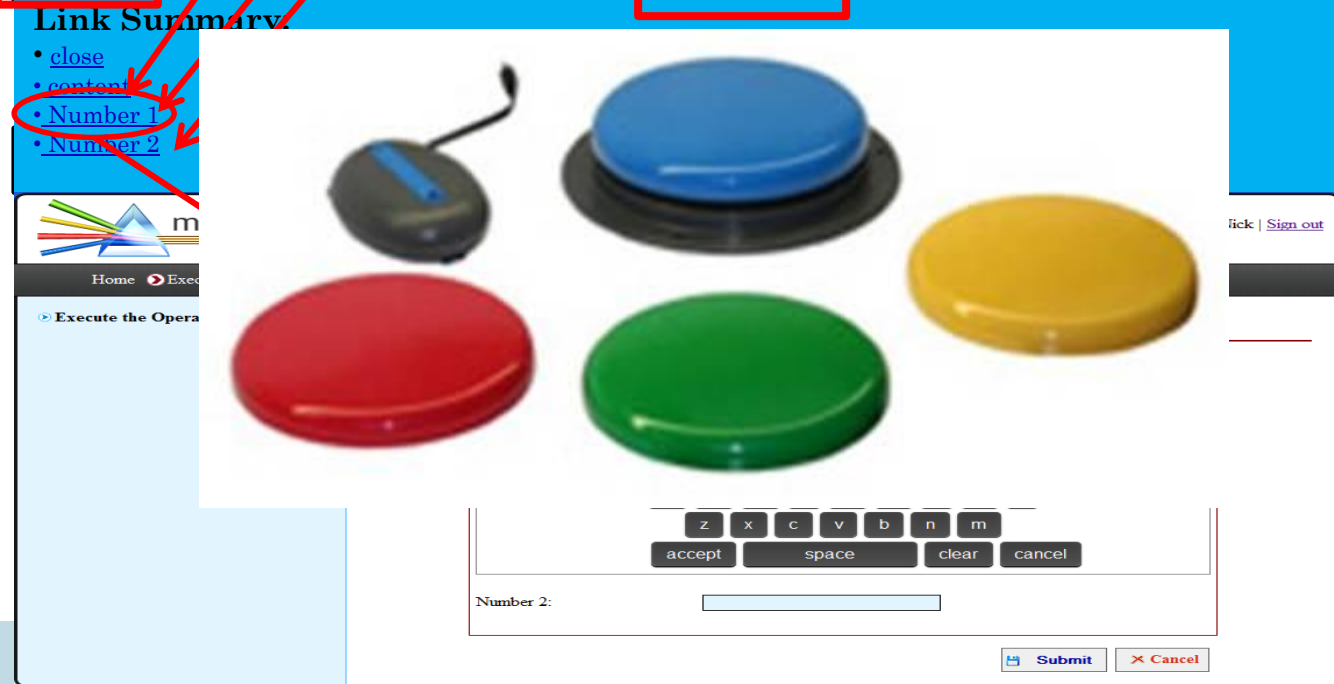 Link Summary.
• close
• content
• Number 1
• Number 2
Sign out
Home
Execute the
z x c v b n m
accept space clear cancel
Number 2:
Submit
Cancel